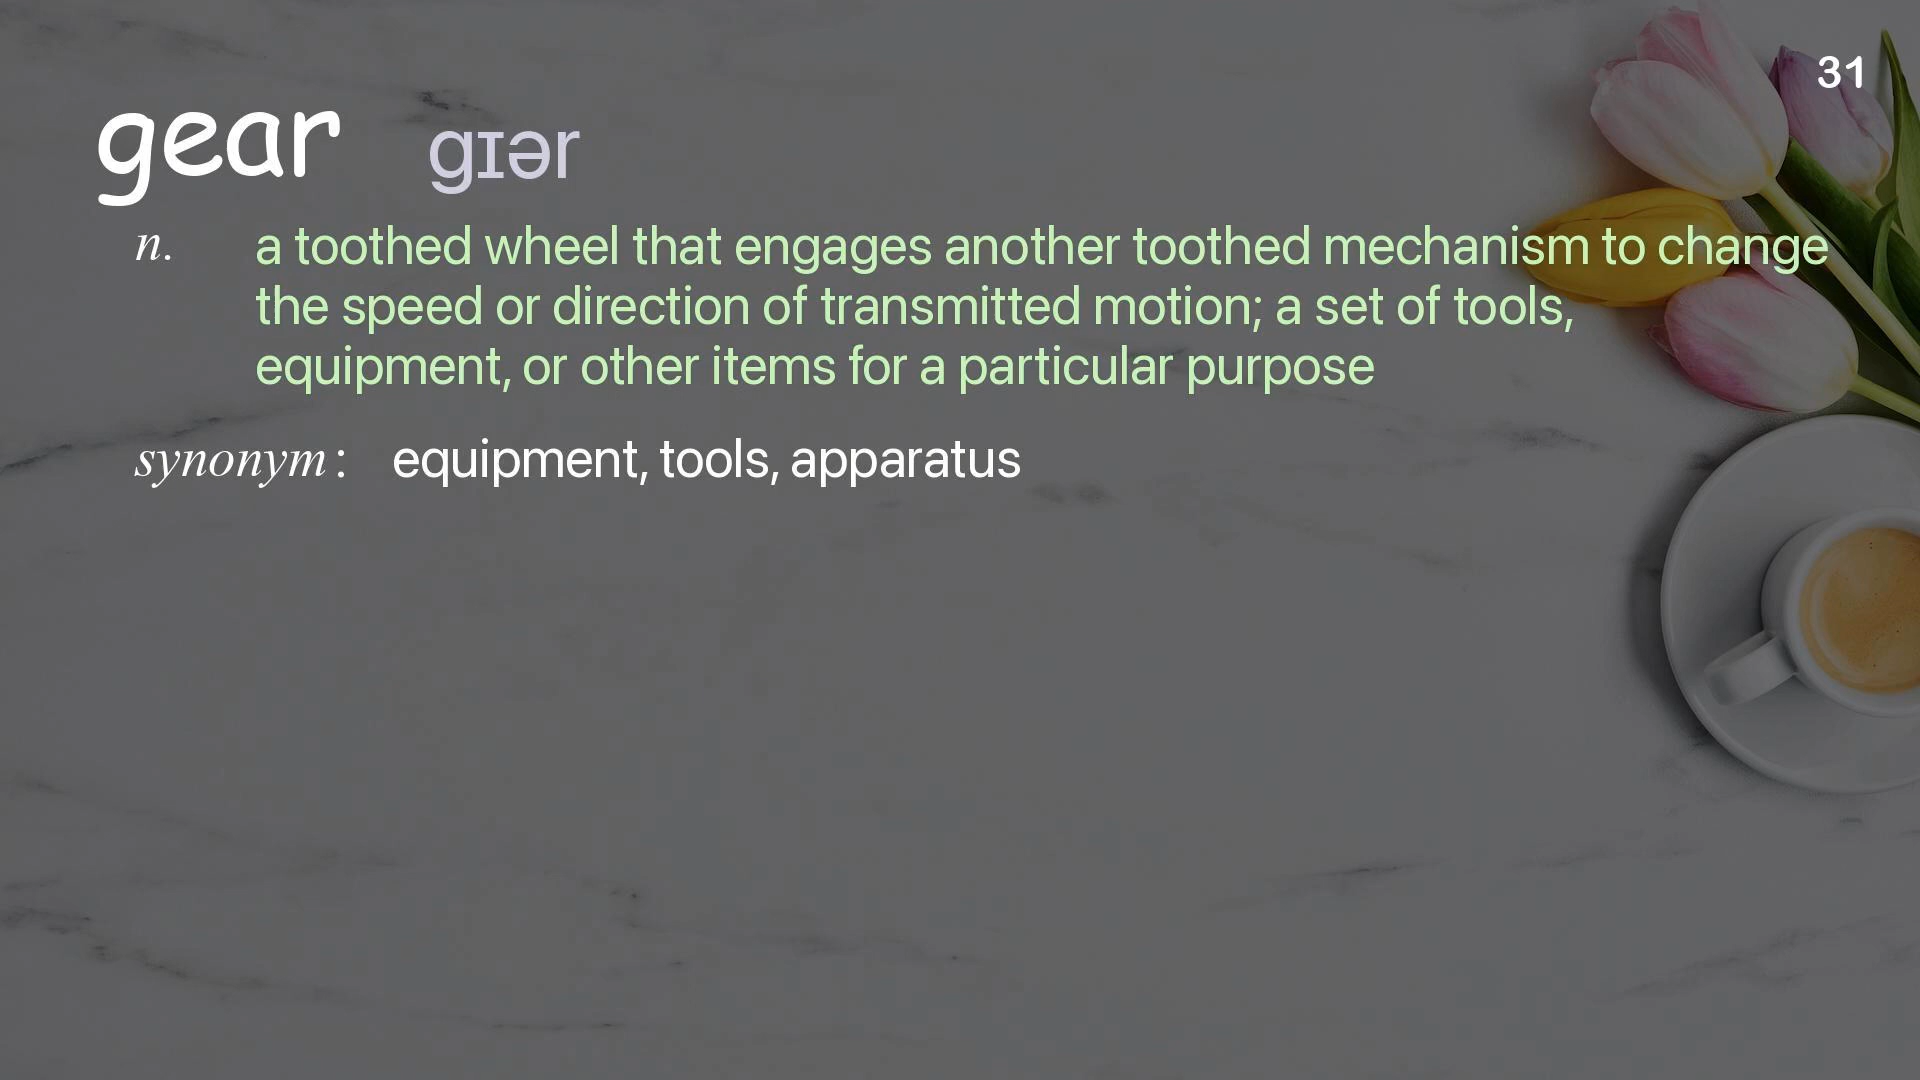 31
gear gɪər
n. a toothed wheel that engages another toothed mechanism to change
the speed or direction of transmitted motion; a set of tools,
equipment, or other items for a particular purpose
synonym: equipment, tools, apparatus